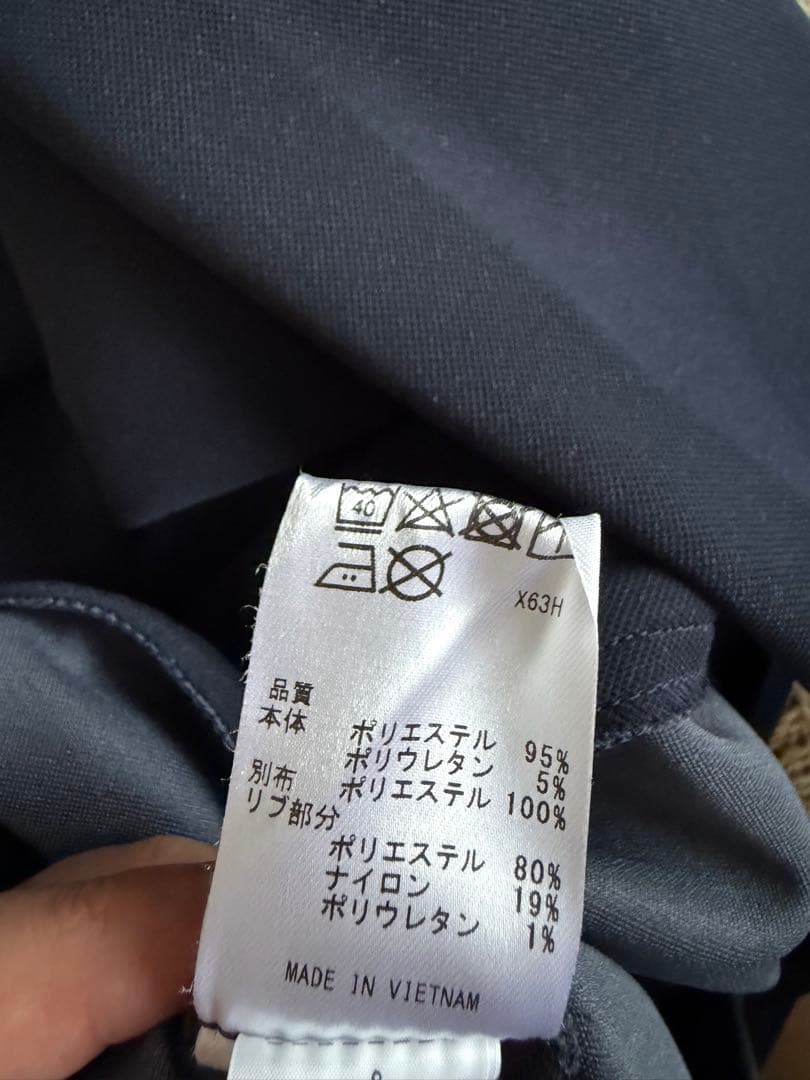 40
X63H
品質
本体 ポリエステル 95%
ポリウレタン 5%
別布 ポリエステル 100%
リブ部分
ポリエステル 80%
ナイロン 19%
ポリウレタン 1%
MADE IN VIETNAM